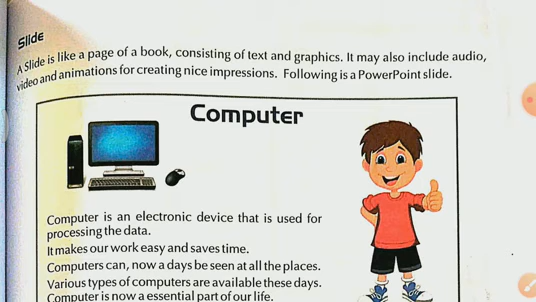 Slide
A Slide is like a page of a book, consisting of text and graphics. It may also include audio,
video and animations for creating nice impressions. Following is a PowerPoint slide.
Computer
Computer is an electronic device that is used for
processing the data.
It makes our work easy and saves time.
Computers can, now a days be seen at all the places.
Various types of computers are available these days.
Computer is now a essential part of our life.